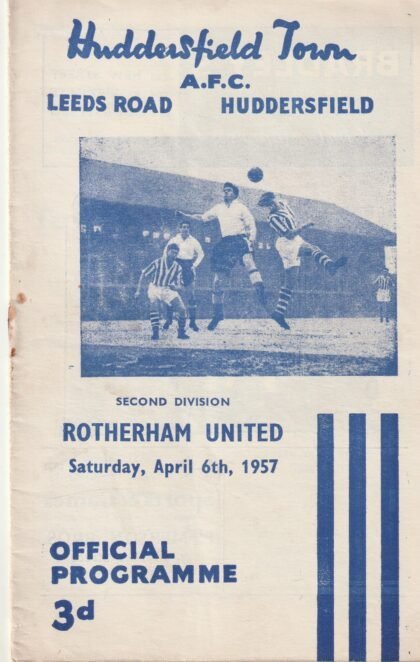 Huddersfield Town
A.F.C.
LEEDS ROAD HUDDERSFIELD
SECOND DIVISION
ROTHERHAM UNITED
Saturday, April 6th, 1957
OFFICIAL
PROGRAMME
3d